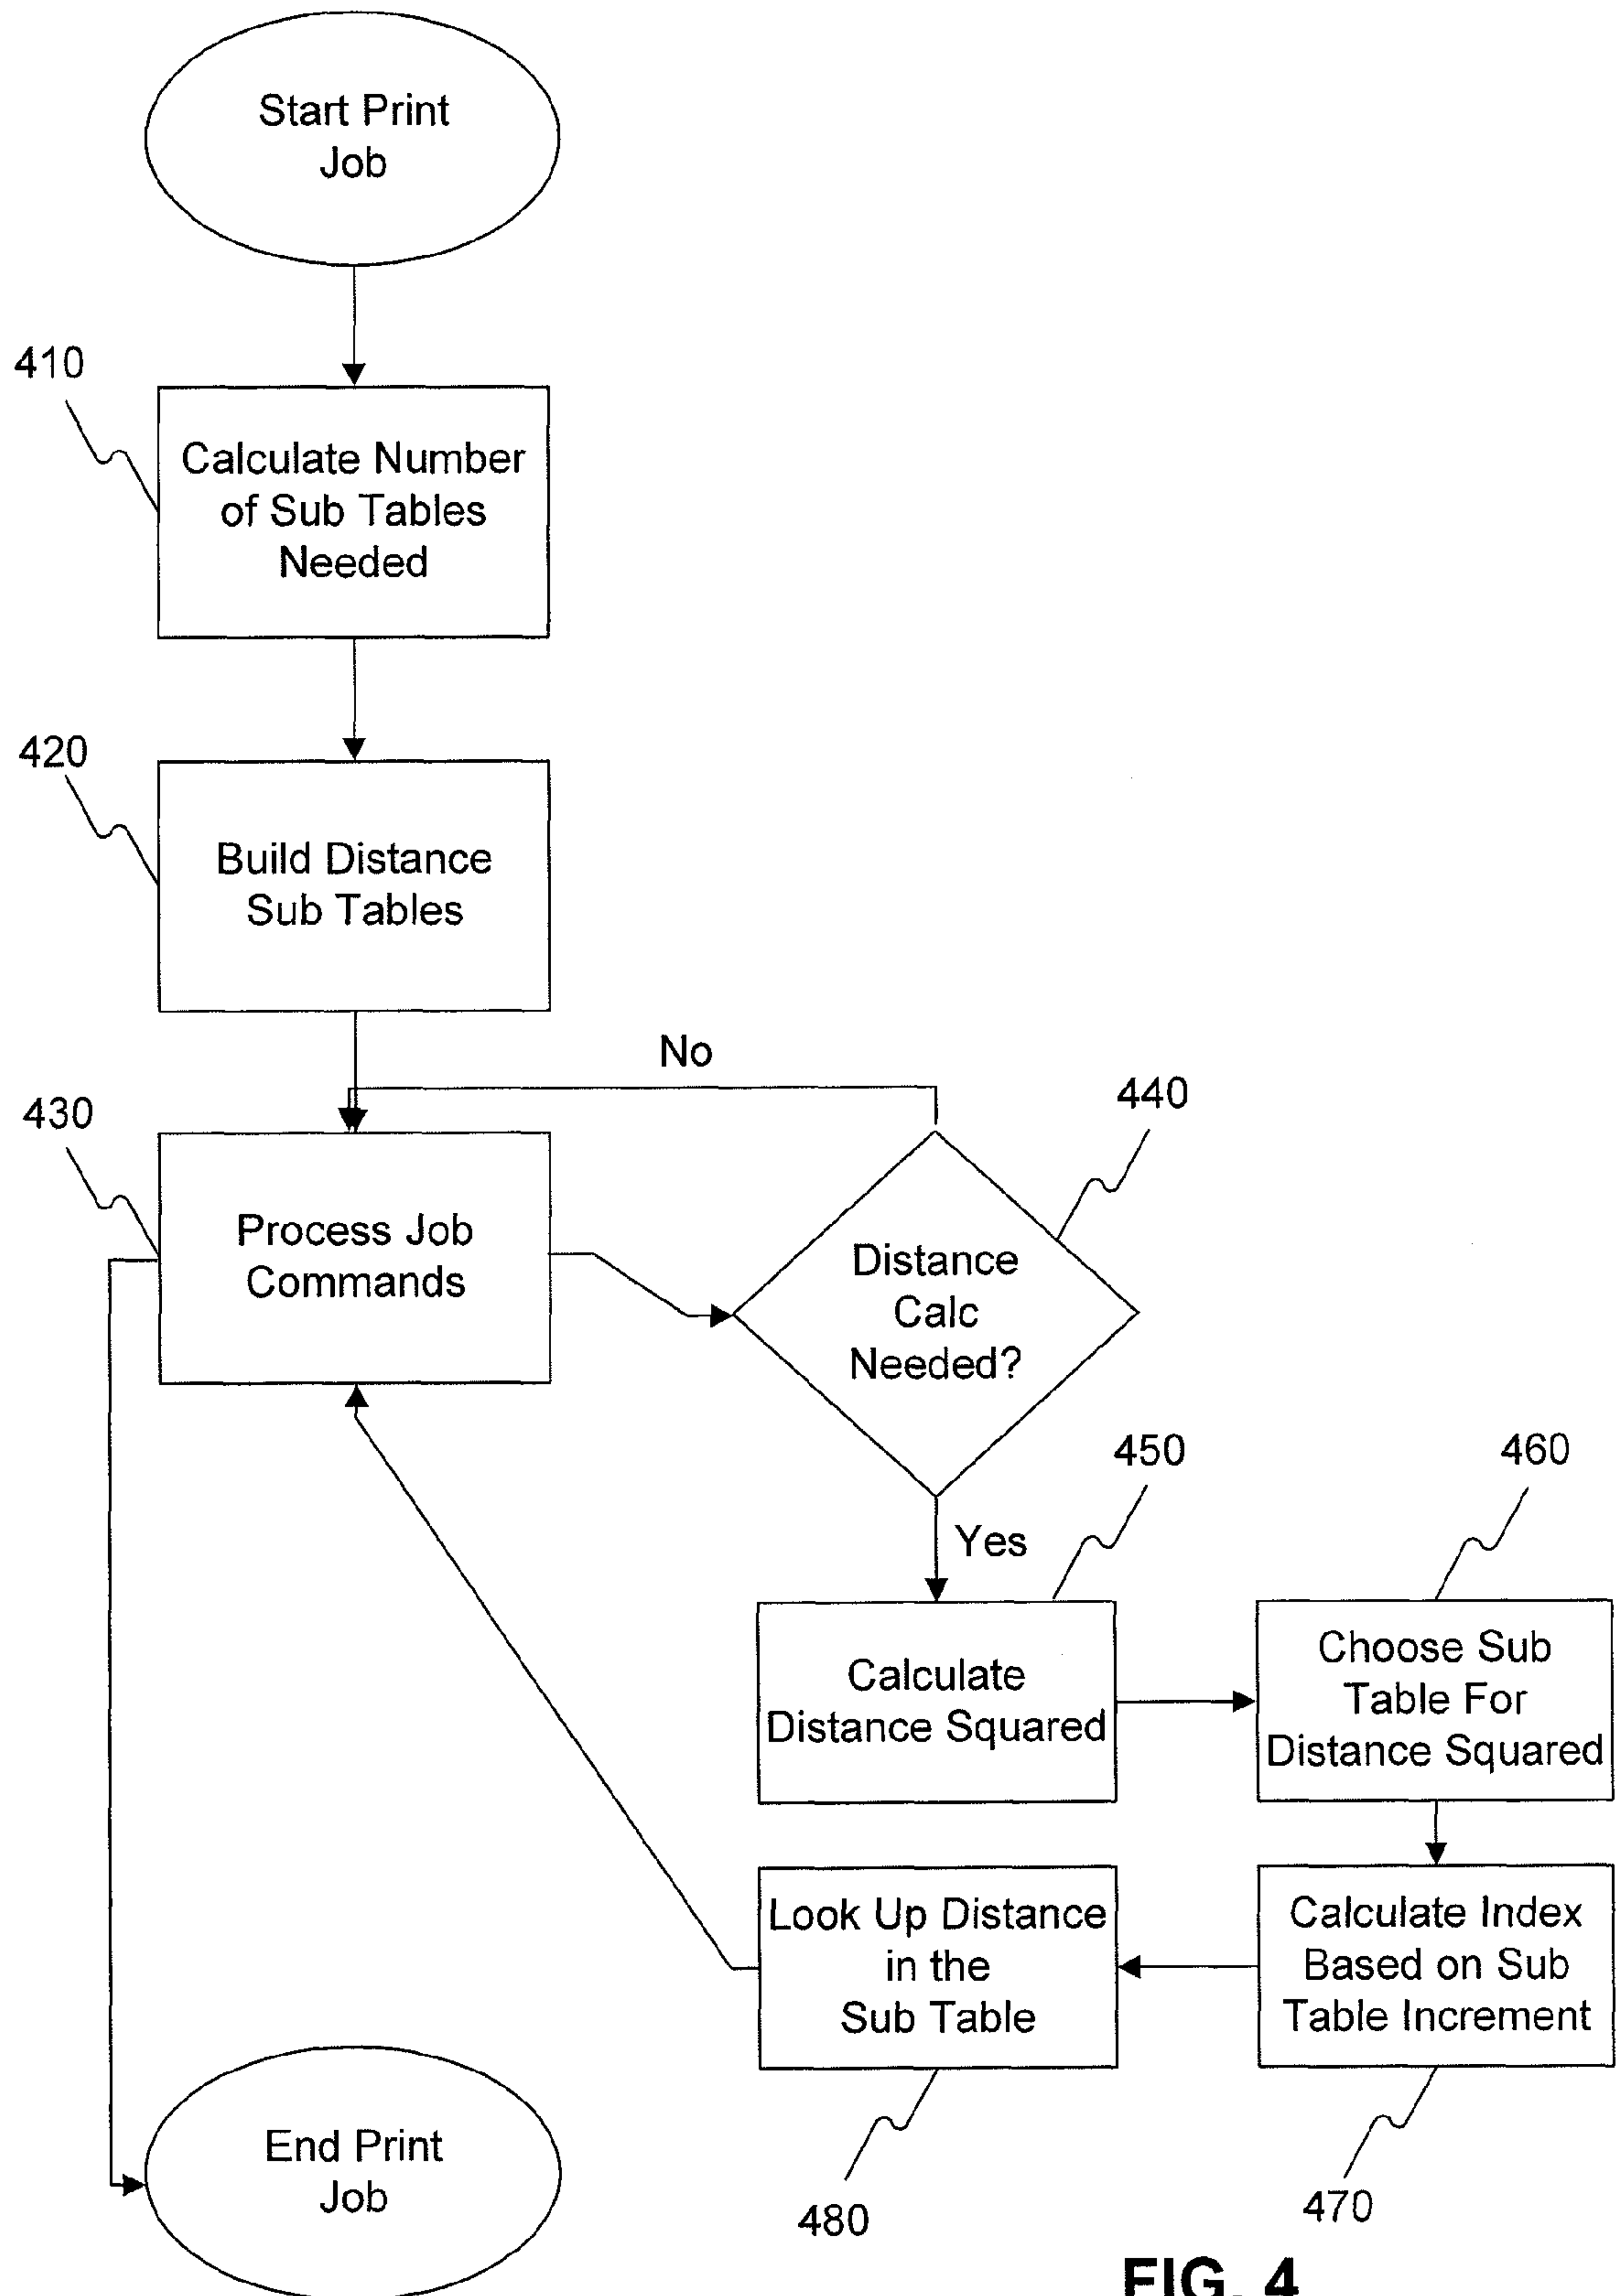 Start Print
Job
410
Calculate Number
of Sub Tables
Needed
420
Build Distance
Sub Tables
No
430
440
Process Job
Commands
Distance
Calc
Needed?
Yes
450
460
Calculate
Distance Squared
Choose Sub
Table For
Distance Squared
Look Up Distance
in the
Sub Table
Calculate Index
Based on Sub
Table Increment
End Print
Job
480
470
FIG. 4